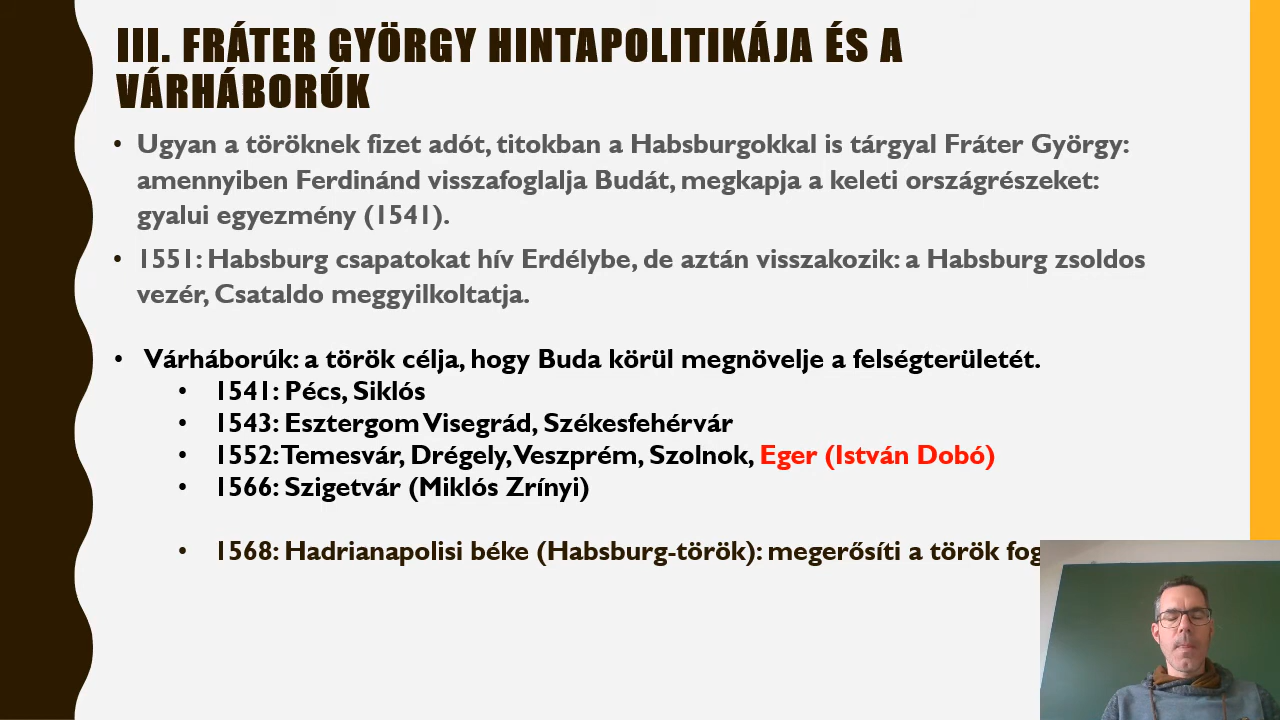 III. FRÁTER GYÖRGY HINTAPOLITIKÁJA ÉS A
VÁRHÁBORÚK
• Ugyan a töröknek fizet adót, titokban a Habsburgokkal is tárgyal Fráter György:
amennyiben Ferdinánd visszafoglalja Budát, megkapja a keleti országrészeket:
gyalui egyezmény (1541).
• 1551: Habsburg csapatokat hív Erdélybe, de aztán visszakozik: a Habsburg zsoldos
vezér, Csataldo meggyilkoltatja.
• Várháborúk: a török célja, hogy Buda körül megnövelje a felségterületét.
• 1541: Pécs, Siklós
• 1543: Esztergom Visegrád, Székesfehérvár
• 1552: Temesvár, Drégely, Veszprém, Szolnok, Eger (István Dobó)
• 1566: Szigetvár (Miklós Zrínyi)
• 1568: Hadrianapolisi béke (Habsburg-török): megerősíti a török